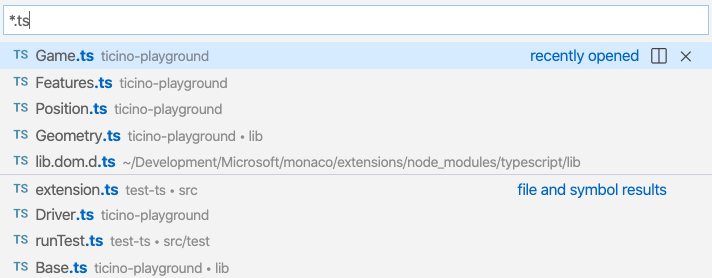 *.ts
TS Game.ts ticino-playground recently opened
TS Features.ts ticino-playground
TS Position.ts ticino-playground
TS Geometry.ts ticino-playground • lib
TS lib.dom.d.ts ~/Development/Microsoft/monaco/extensions/node_modules/typescript/lib
TS extension.ts test-ts • src file and symbol results
TS Driver.ts ticino-playground
TS runTest.ts test-ts • src/test
TS Base.ts ticino-playground • lib